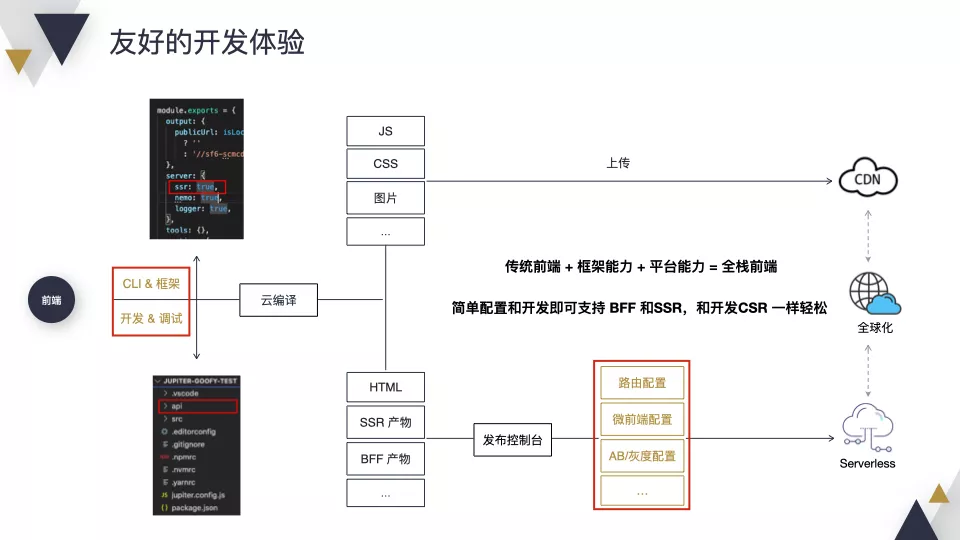 友好的开发体验
module.exports = {
output: {
publicUrl: isLoc
? ''
: '//sf6-scmcd
},
server: {
ssr: true,
nemo: true,
logger: true,
},
tools: {},
JS
CSS
图片
...
上传
CDN
传统前端 + 框架能力 + 平台能力 = 全栈前端
简单配置和开发即可支持 BFF 和SSR，和开发CSR 一样轻松
前端
CLI & 框架
开发 & 调试
云编译
全球化
JUPITER-GOOFY-TEST
.vscode
api
src
.editorconfig
.gitignore
.npmrc
.nvmrc
.yarnrc
JS jupiter.config.js
{} package.json
HTML
SSR 产物
BFF 产物
...
发布控制台
路由配置
微前端配置
AB/灰度配置
...
Serverless